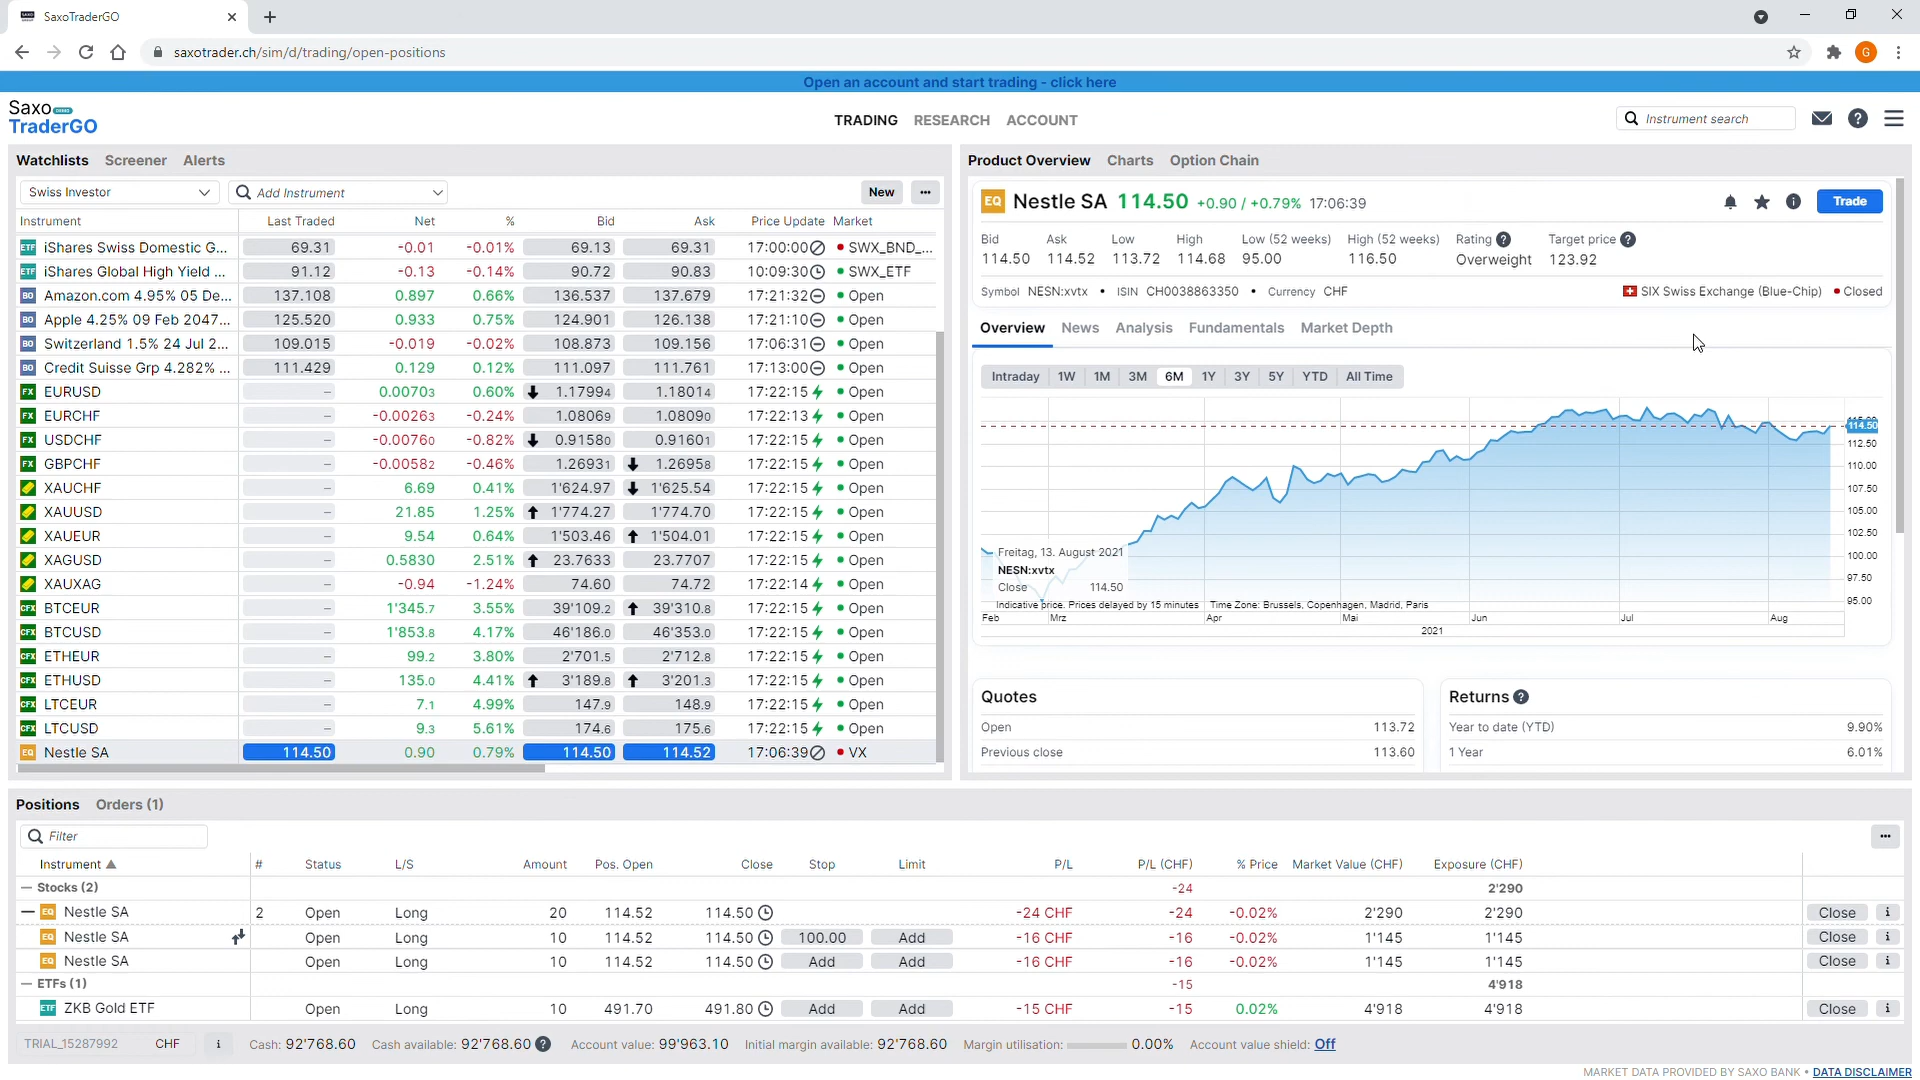 SaxoTraderGO
saxotrader.ch/sim/d/trading/open-positions
G
Open an account and start trading - click here
Saxo DEMO
TraderGO
TRADING RESEARCH ACCOUNT
Instrument search
Watchlists Screener Alerts
Swiss Investor Add Instrument New ...
Instrument Last Traded Net % Bid Ask Price Update Market
ETF iShares Swiss Domestic G... 69.31 -0.01 -0.01% 69.13 69.31 17:00:00 SWX_BND_...
ETF iShares Global High Yield ... 91.12 -0.13 -0.14% 90.72 90.83 10:09:30 SWX_ETF
BO Amazon.com 4.95% 05 De... 137.108 0.897 0.66% 136.537 137.679 17:21:32 Open
BO Apple 4.25% 09 Feb 2047... 125.520 0.933 0.75% 124.901 126.138 17:21:10 Open
BO Switzerland 1.5% 24 Jul 2... 109.015 -0.019 -0.02% 108.873 109.156 17:06:31 Open
BO Credit Suisse Grp 4.282% ... 111.429 0.129 0.12% 111.097 111.761 17:13:00 Open
FX EURUSD – 0.00703 0.60% 1.17994 1.18014 17:22:15 Open
FX EURCHF – -0.00263 -0.24% 1.08069 1.08090 17:22:13 Open
FX USDCHF – -0.00760 -0.82% 0.91580 0.91601 17:22:15 Open
FX GBPCHF – -0.00582 -0.46% 1.26931 1.26958 17:22:15 Open
XAUCHF – 6.69 0.41% 1'624.97 1'625.54 17:22:15 Open
XAUUSD – 21.85 1.25% 1'774.27 1'774.70 17:22:15 Open
XAUEUR – 9.54 0.64% 1'503.46 1'504.01 17:22:15 Open
XAGUSD – 0.5830 2.51% 23.7633 23.7707 17:22:15 Open
XAUXAG – -0.94 -1.24% 74.60 74.72 17:22:14 Open
CFX BTCEUR – 1'345.7 3.55% 39'109.2 39'310.8 17:22:15 Open
CFX BTCUSD – 1'853.8 4.17% 46'186.0 46'353.0 17:22:15 Open
CFX ETHEUR – 99.2 3.80% 2'701.5 2'712.8 17:22:15 Open
CFX ETHUSD – 135.0 4.41% 3'189.8 3'201.3 17:22:15 Open
CFX LTCEUR – 7.1 4.99% 147.9 148.9 17:22:15 Open
CFX LTCUSD – 9.3 5.61% 174.6 175.6 17:22:15 Open
EQ Nestle SA 114.50 0.90 0.79% 114.50 114.52 17:06:39 VX
Product Overview Charts Option Chain
EQ Nestle SA 114.50 +0.90 / +0.79% 17:06:39 Trade
Bid Ask Low High Low (52 weeks) High (52 weeks) Rating Target price
114.50 114.52 113.72 114.68 95.00 116.50 Overweight 123.92
Symbol NESN:xvtx • ISIN CH0038863350 • Currency CHF SIX Swiss Exchange (Blue-Chip) Closed
Overview News Analysis Fundamentals Market Depth
Intraday 1W 1M 3M 6M 1Y 3Y 5Y YTD All Time
115.00
114.50
112.50
110.00
107.50
105.00
102.50
100.00
97.50
95.00
Freitag, 13. August 2021
NESN:xvtx
Close 114.50
Indicative price. Prices delayed by 15 minutes Time Zone: Brussels, Copenhagen, Madrid, Paris
Feb Mrz Apr Mai Jun Jul Aug
2021
Quotes
Open 113.72
Previous close 113.60
Returns
Year to date (YTD) 9.90%
1 Year 6.01%
Positions Orders (1)
Filter ...
Instrument # Status L/S Amount Pos. Open Close Stop Limit P/L P/L (CHF) % Price Market Value (CHF) Exposure (CHF)
Stocks (2) -24 2'290
EQ Nestle SA 2 Open Long 20 114.52 114.50 -24 CHF -24 -0.02% 2'290 2'290 Close i
EQ Nestle SA Open Long 10 114.52 114.50 100.00 Add -16 CHF -16 -0.02% 1'145 1'145 Close i
EQ Nestle SA Open Long 10 114.52 114.50 Add Add -16 CHF -16 -0.02% 1'145 1'145 Close i
ETFs (1) -15 4'918
ETF ZKB Gold ETF Open Long 10 491.70 491.80 Add Add -15 CHF -15 0.02% 4'918 4'918 Close i
TRIAL_15287992 CHF i Cash: 92'768.60 Cash available: 92'768.60 Account value: 99'963.10 Initial margin available: 92'768.60 Margin utilisation: 0.00% Account value shield: Off
MARKET DATA PROVIDED BY SAXO BANK • DATA DISCLAIMER